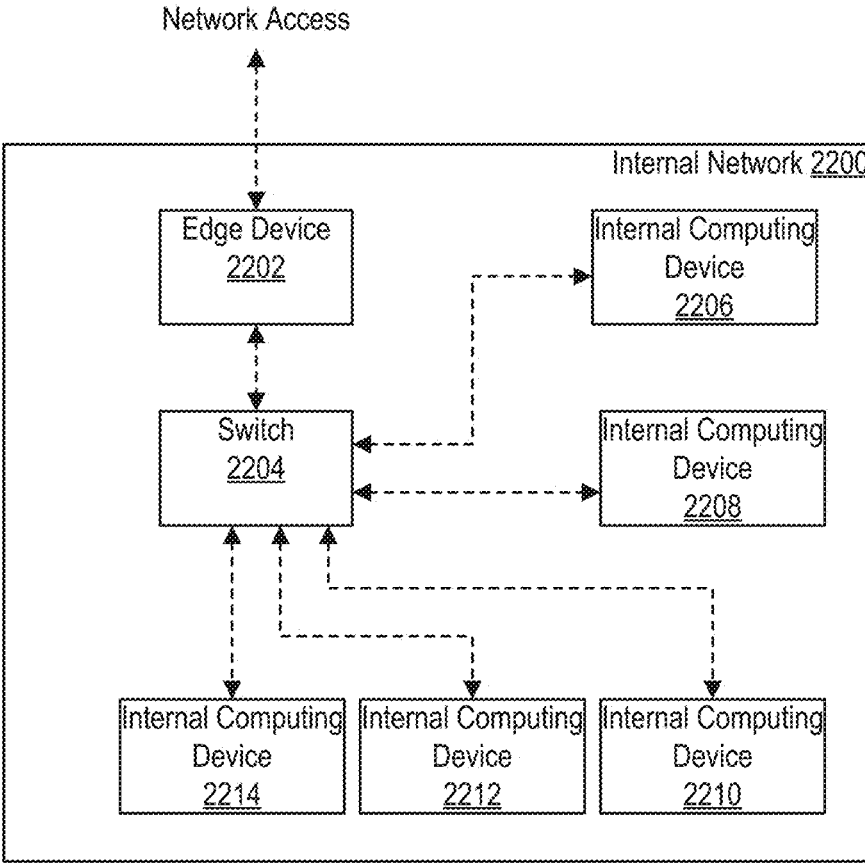 Network Access
Internal Network 2200
Edge Device
2202
Internal Computing
Device
2206
Switch
2204
Internal Computing
Device
2208
Internal Computing
Device
2214
Internal Computing
Device
2212
Internal Computing
Device
2210